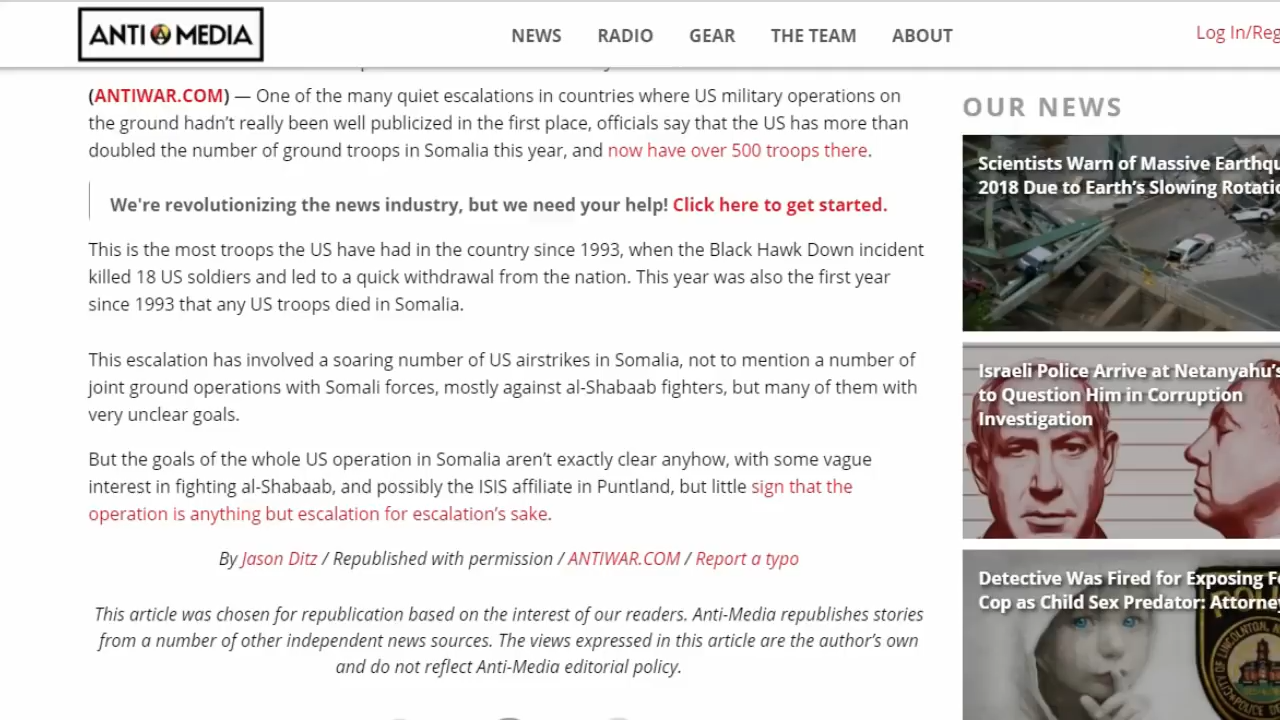 ANTI MEDIA
NEWS
RADIO
GEAR
THE TEAM
ABOUT
Log In/Reg
(ANTIWAR.COM) — One of the many quiet escalations in countries where US military operations on
the ground hadn't really been well publicized in the first place, officials say that the US has more than
doubled the number of ground troops in Somalia this year, and now have over 500 troops there.
We're revolutionizing the news industry, but we need your help! Click here to get started.
This is the most troops the US have had in the country since 1993, when the Black Hawk Down incident
killed 18 US soldiers and led to a quick withdrawal from the nation. This year was also the first year
since 1993 that any US troops died in Somalia.
This escalation has involved a soaring number of US airstrikes in Somalia, not to mention a number of
joint ground operations with Somali forces, mostly against al-Shabaab fighters, but many of them with
very unclear goals.
But the goals of the whole US operation in Somalia aren't exactly clear anyhow, with some vague
interest in fighting al-Shabaab, and possibly the ISIS affiliate in Puntland, but little sign that the
operation is anything but escalation for escalation's sake.
By Jason Ditz / Republished with permission / ANTIWAR.COM / Report a typo
This article was chosen for republication based on the interest of our readers. Anti-Media republishes stories
from a number of other independent news sources. The views expressed in this article are the author's own
and do not reflect Anti-Media editorial policy.
OUR NEWS
Scientists Warn of Massive Earthqu
2018 Due to Earth's Slowing Rotatio
Israeli Police Arrive at Netanyahu's
to Question Him in Corruption
Investigation
Detective Was Fired for Exposing Fe
Cop as Child Sex Predator: Attorney